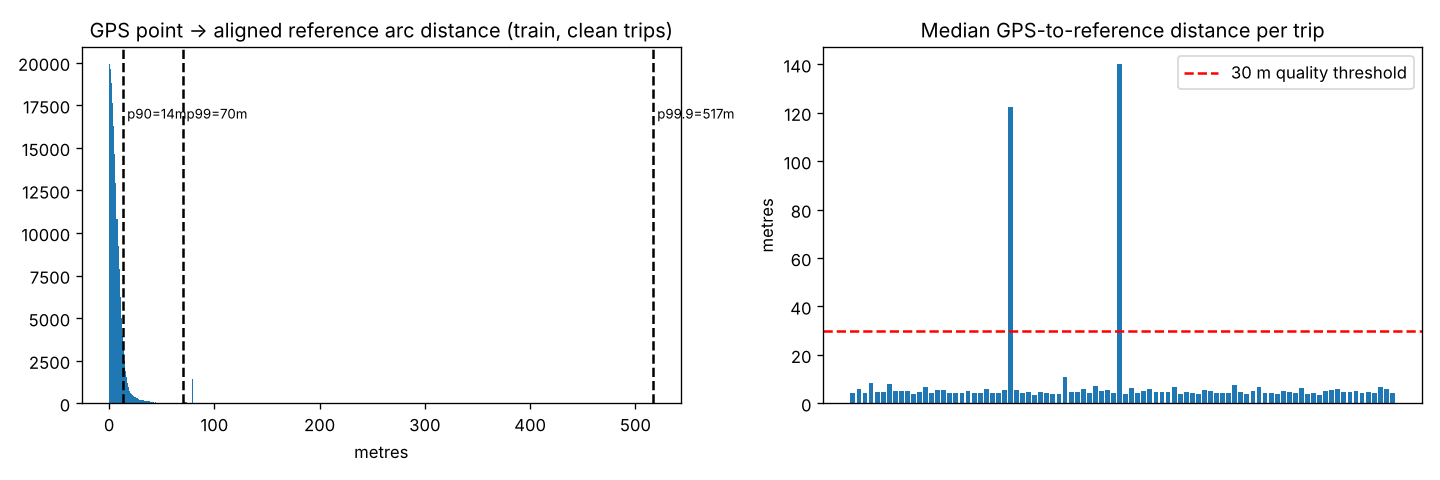 GPS point → aligned reference arc distance (train, clean trips)
20000
17500
15000
12500
10000
7500
5000
2500
0
p90=14m
p99=70m
p99.9=517m
0 100 200 300 400 500
metres
Median GPS-to-reference distance per trip
30 m quality threshold
metres
140
120
100
80
60
40
20
0